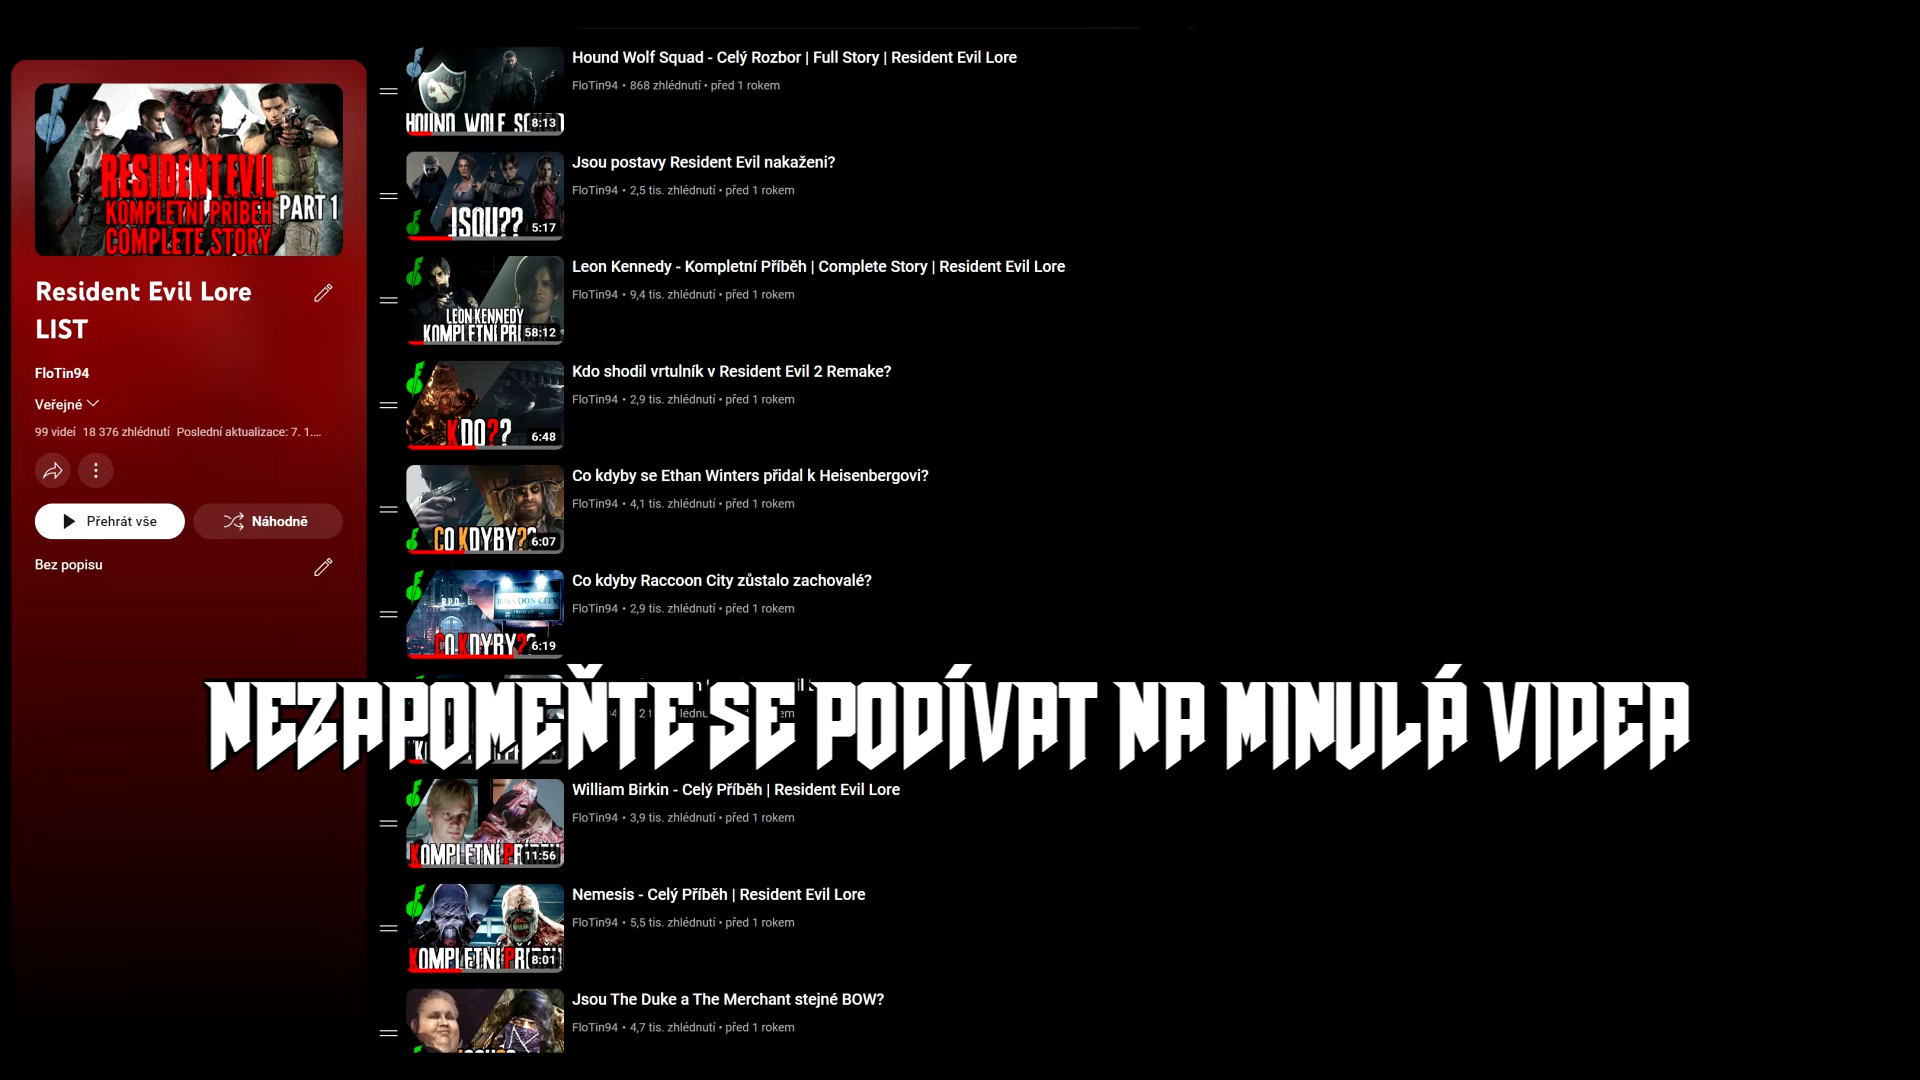 RESIDENT EVIL
KOMPLETNÍ PŘÍBĚH PART 1
COMPLETE STORY
Resident Evil Lore
LIST
FloTin94
Veřejné
99 videí 18 376 zhlédnutí Poslední aktualizace: 7. 1....
Přehrát vše
Náhodně
Bez popisu
HOUND WOLF
8:13
Hound Wolf Squad - Celý Rozbor | Full Story | Resident Evil Lore
FloTin94 • 868 zhlédnutí • před 1 rokem
JSOU??
5:17
Jsou postavy Resident Evil nakaženi?
FloTin94 • 2,5 tis. zhlédnutí • před 1 rokem
LEON KENNEDY
KOMPLETNÍ
58:12
Leon Kennedy - Kompletní Příběh | Complete Story | Resident Evil Lore
FloTin94 • 9,4 tis. zhlédnutí • před 1 rokem
KDO??
6:48
Kdo shodil vrtulník v Resident Evil 2 Remake?
FloTin94 • 2,9 tis. zhlédnutí • před 1 rokem
CO KDYBY??
6:07
Co kdyby se Ethan Winters přidal k Heisenbergovi?
FloTin94 • 4,1 tis. zhlédnutí • před 1 rokem
R.P.D.
RACCOON CITY
CO KDYBY??
6:19
Co kdyby Raccoon City zůstalo zachovalé?
FloTin94 • 2,9 tis. zhlédnutí • před 1 rokem
NEZAPOMEŇTE SE PODÍVAT NA MINULÁ VIDEA
KOMPLETNÍ
11:56
William Birkin - Celý Příběh | Resident Evil Lore
FloTin94 • 3,9 tis. zhlédnutí • před 1 rokem
KOMPLETNÍ
8:01
Nemesis - Celý Příběh | Resident Evil Lore
FloTin94 • 5,5 tis. zhlédnutí • před 1 rokem
Jsou The Duke a The Merchant stejné BOW?
FloTin94 • 4,7 tis. zhlédnutí • před 1 rokem